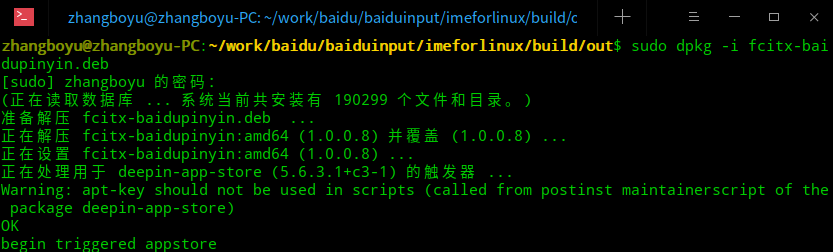 zhangboyu@zhangboyu-PC:~/work/baidu/baiduinput/imeforlinux/build/c
zhangboyu@zhangboyu-PC:~/work/baidu/baiduinput/imeforlinux/build/out$ sudo dpkg -i fcitx-bai
dupinyin.deb
[sudo] zhangboyu 的密码:
(正在读取数据库 ... 系统当前共安装有 190299 个文件和目录。)
准备解压 fcitx-baidupinyin.deb  ...
正在解压 fcitx-baidupinyin:amd64 (1.0.0.8) 并覆盖 (1.0.0.8) ...
正在设置 fcitx-baidupinyin:amd64 (1.0.0.8) ...
正在处理用于 deepin-app-store (5.6.3.1+c3-1) 的触发器 ...
Warning: apt-key should not be used in scripts (called from postinst maintainerscript of the
 package deepin-app-store)
OK
begin triggered appstore